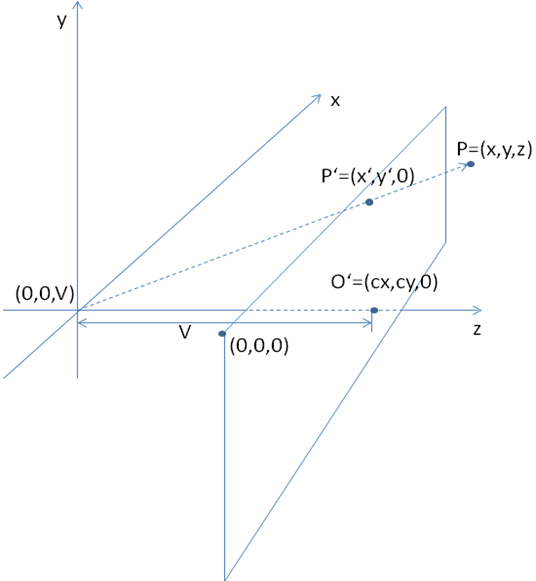 y
x
P=(x,y,z)
P‘=(x‘,y‘,0)
O‘=(cx,cy,0)
(0,0,V)
V
z
(0,0,0)